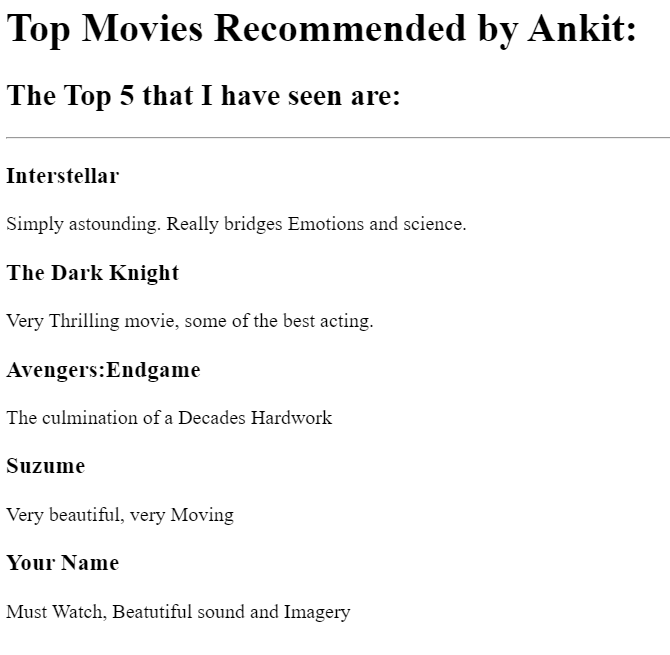 Top Movies Recommended by Ankit:
The Top 5 that I have seen are:
Interstellar
Simply astounding. Really bridges Emotions and science.
The Dark Knight
Very Thrilling movie, some of the best acting.
Avengers:Endgame
The culmination of a Decades Hardwork
Suzume
Very beautiful, very Moving
Your Name
Must Watch, Beatutiful sound and Imagery